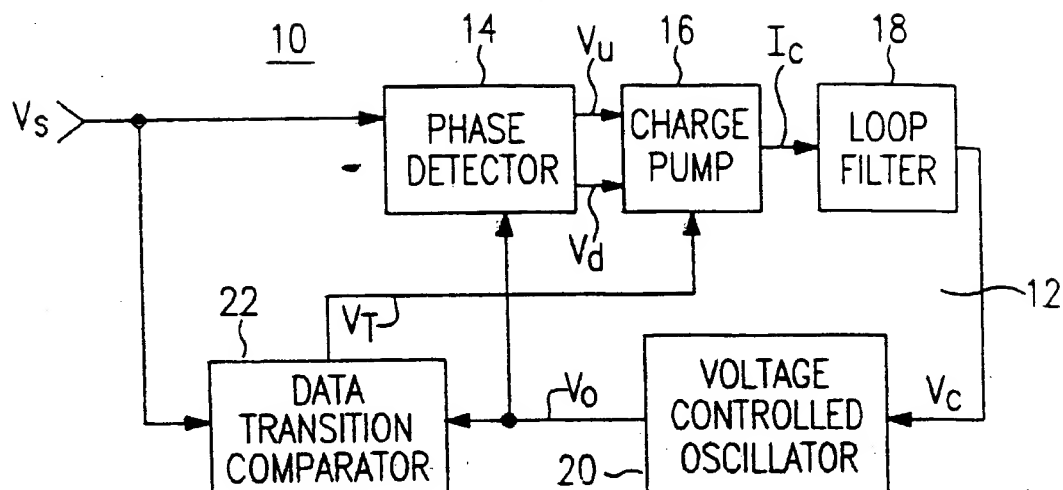 10
14
Vu
16
Ic
18
Vs
PHASE
DETECTOR
CHARGE
PUMP
LOOP
FILTER
Vd
22
VT
12
DATA
TRANSITION
COMPARATOR
Vo
VOLTAGE
CONTROLLED
OSCILLATOR
Vc
20